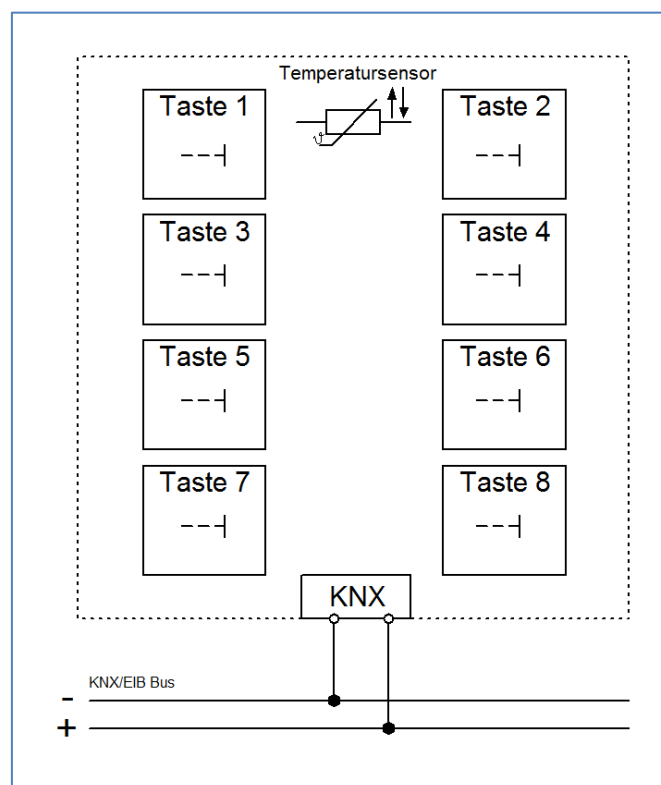 Temperatursensor
Taste 1
Taste 2
ϑ
Taste 3
Taste 4
Taste 5
Taste 6
Taste 7
Taste 8
KNX
KNX/EIB Bus
-
+